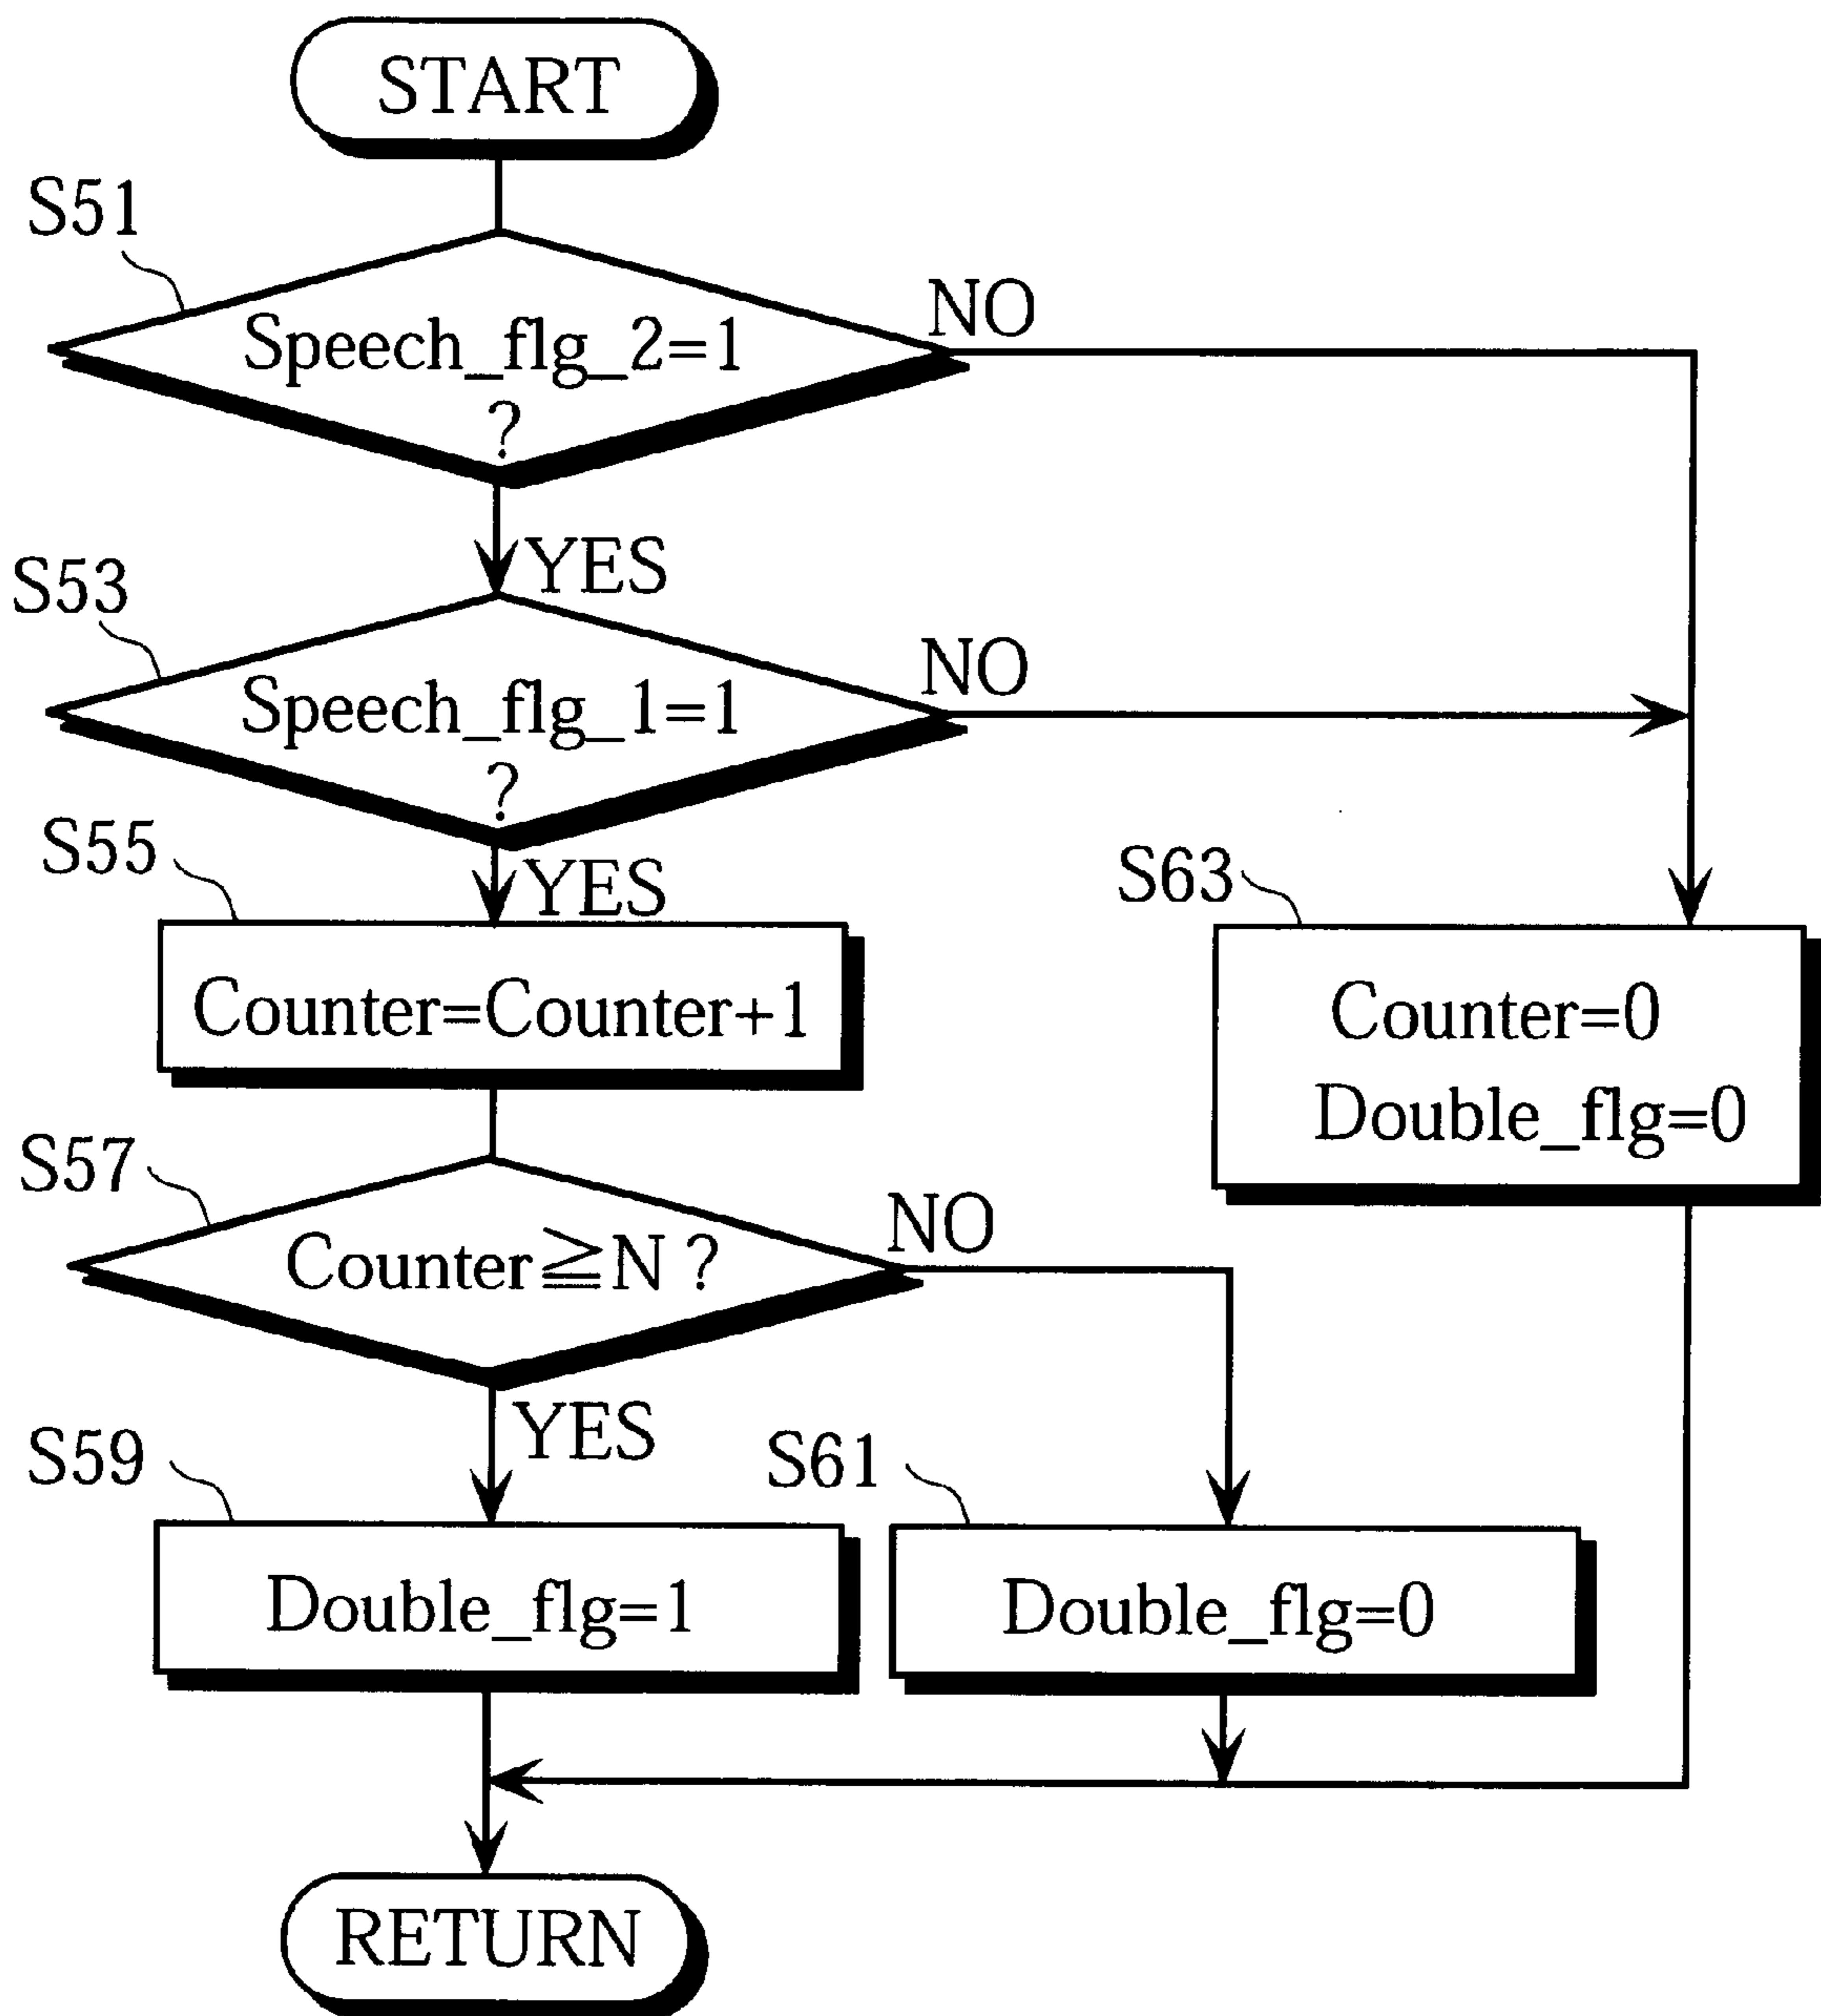 START
S51
NO
Speech_flg_2=1
?
YES
S53
NO
Speech_flg_1=1
?
YES
S55
S63
Counter=Counter+1
Counter=0
Double_flg=0
S57
NO
Counter≧N ?
YES
S59
S61
Double_flg=1
Double_flg=0
RETURN